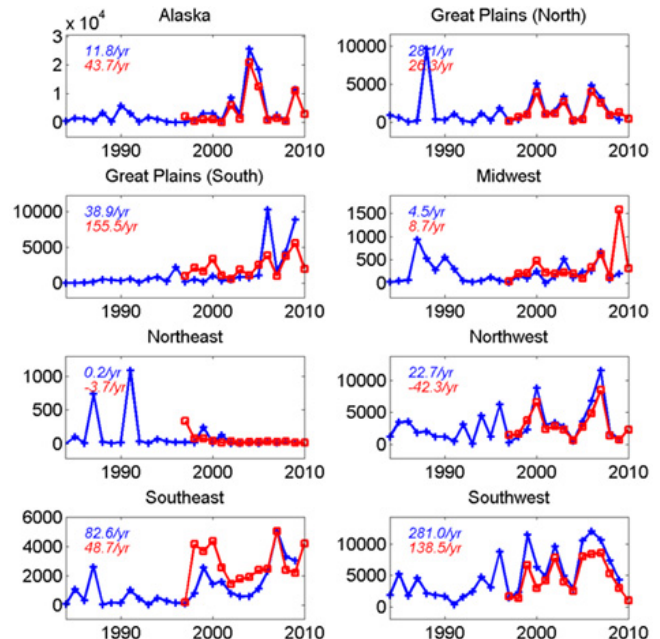 Alaska
x 10^4
3
2
1
0
11.8/yr
43.7/yr
1990
2000
2010
Great Plains (North)
10000
5000
0
28.1/yr
26.3/yr
1990
2000
2010
Great Plains (South)
10000
5000
0
38.9/yr
155.5/yr
1990
2000
2010
Midwest
1500
1000
500
0
4.5/yr
8.7/yr
1990
2000
2010
Northeast
1000
500
0
0.2/yr
-3.7/yr
1990
2000
2010
Northwest
10000
5000
0
22.7/yr
-42.3/yr
1990
2000
2010
Southeast
6000
4000
2000
0
82.6/yr
48.7/yr
1990
2000
2010
Southwest
10000
5000
0
281.0/yr
138.5/yr
1990
2000
2010